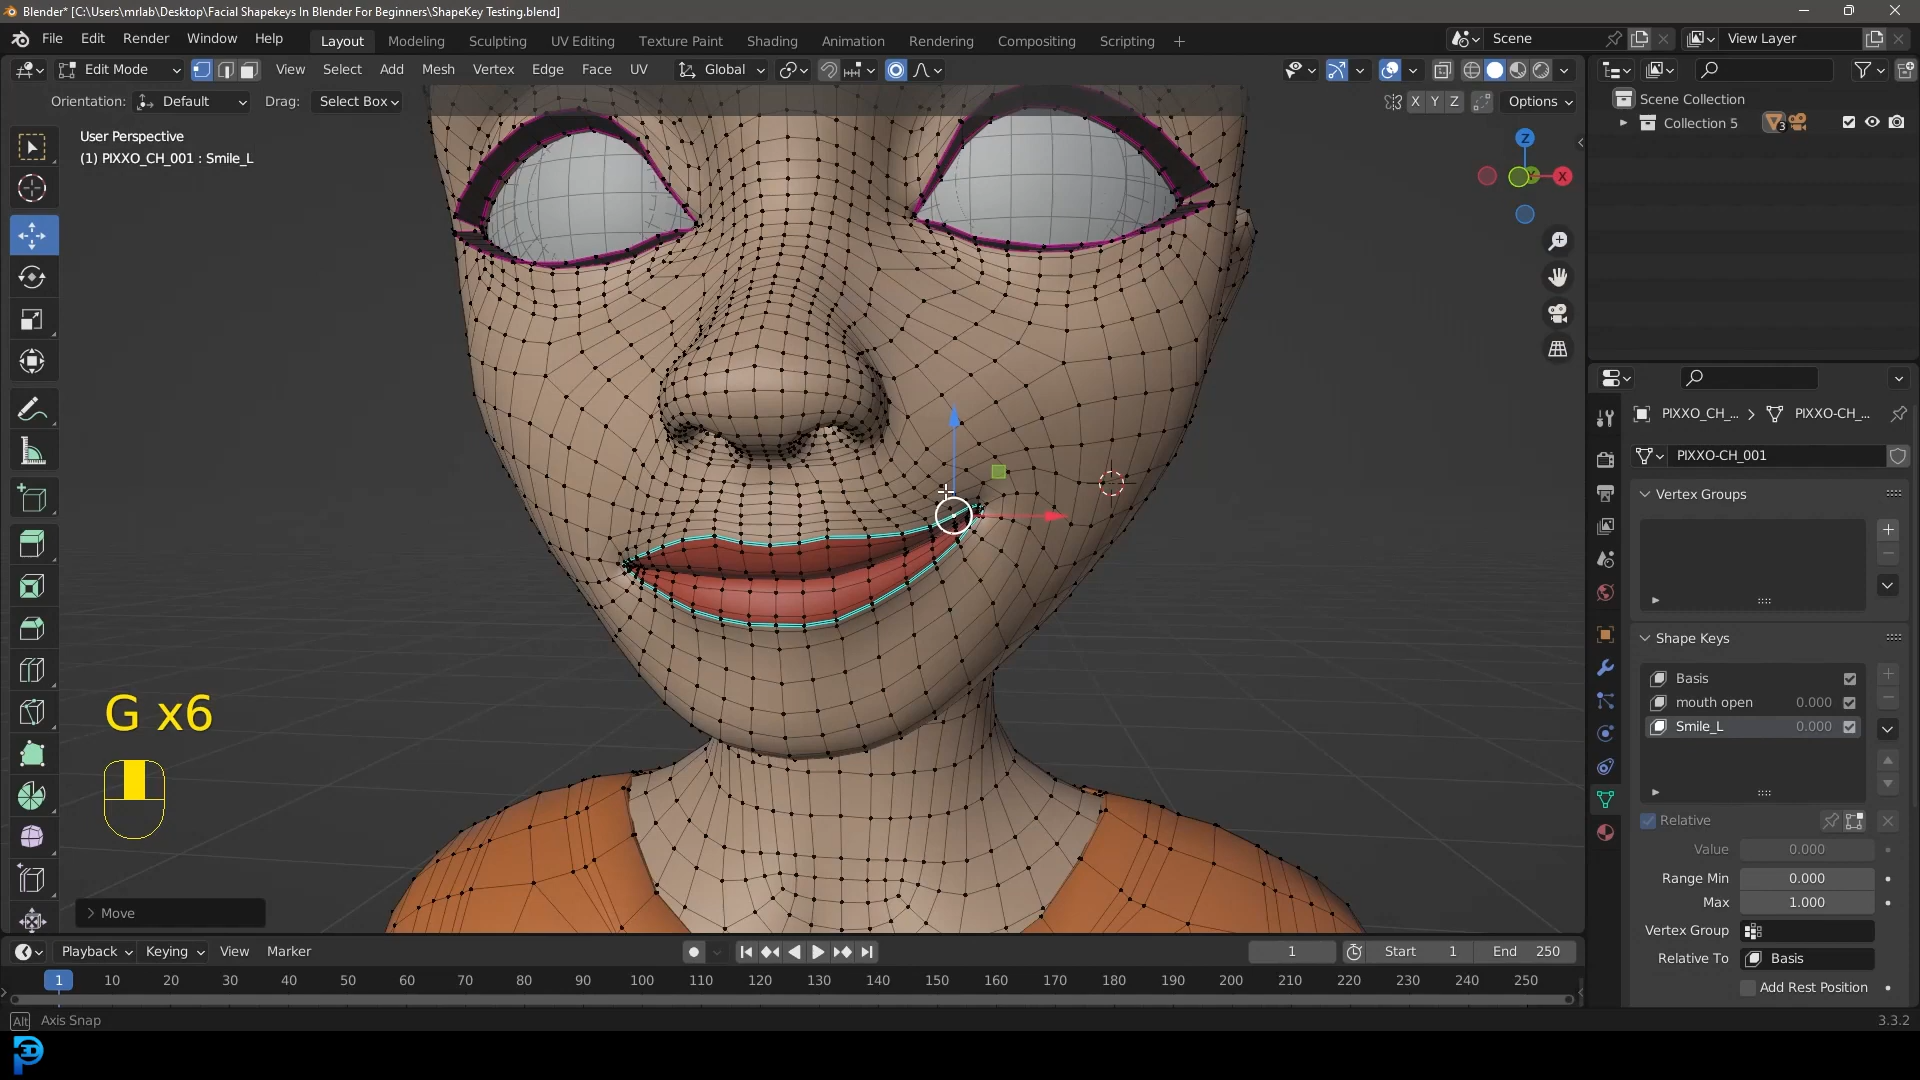 Blender* [C:\Users\mrlab\Desktop\Facial Shapekeys In Blender For Beginners\ShapeKey Testing.blend]
File Edit Render Window Help Layout Modeling Sculpting UV Editing Texture Paint Shading Animation Rendering Compositing Scripting + Scene View Layer
Edit Mode View Select Add Mesh Vertex Edge Face UV Global
Orientation: Default Drag: Select Box X Y Z Options
Scene Collection
Collection 5 3
User Perspective
(1) PIXXO_CH_001 : Smile_L
Z
X
PIXXO_CH_... PIXXO-CH_...
PIXXO-CH_001
Vertex Groups
Shape Keys
Basis
mouth open 0.000
Smile_L 0.000
Relative
Value 0.000
Range Min 0.000
Max 1.000
Vertex Group
Relative To Basis
Add Rest Position
G x6
Move
Playback Keying View Marker 1 Start 1 End 250
1 10 20 30 40 50 60 70 80 90 100 110 120 130 140 150 160 170 180 190 200 210 220 230 240 250
Alt Axis Snap 3.3.2